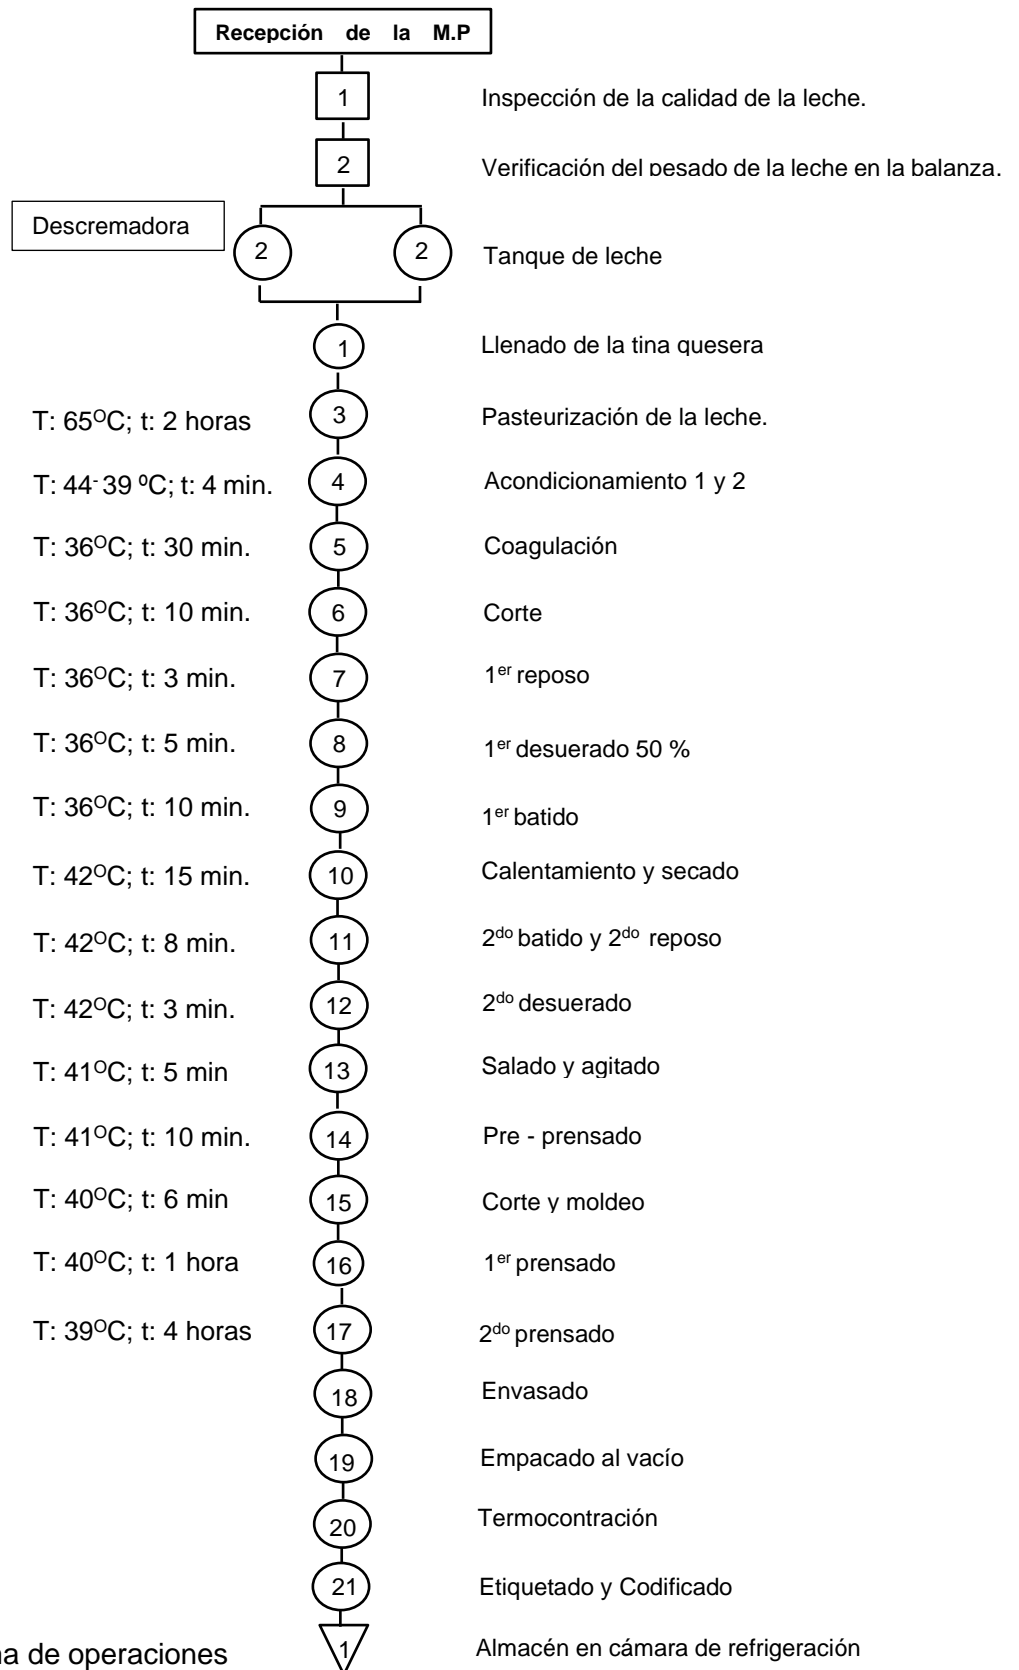 Recepción de la M.P
1 Inspección de la calidad de la leche.
2 Verificación del pesado de la leche en la balanza.
Descremadora 2 2 Tanque de leche
1 Llenado de la tina quesera
T: 65ºC; t: 2 horas 3 Pasteurización de la leche.
T: 44-39 ºC; t: 4 min. 4 Acondicionamiento 1 y 2
T: 36ºC; t: 30 min. 5 Coagulación
T: 36ºC; t: 10 min. 6 Corte
T: 36ºC; t: 3 min. 7 1er reposo
T: 36ºC; t: 5 min. 8 1er desuerado 50 %
T: 36ºC; t: 10 min. 9 1er batido
T: 42ºC; t: 15 min. 10 Calentamiento y secado
T: 42ºC; t: 8 min. 11 2do batido y 2do reposo
T: 42ºC; t: 3 min. 12 2do desuerado
T: 41ºC; t: 5 min 13 Salado y agitado
T: 41ºC; t: 10 min. 14 Pre - prensado
T: 40ºC; t: 6 min 15 Corte y moldeo
T: 40ºC; t: 1 hora 16 1er prensado
T: 39ºC; t: 4 horas 17 2do prensado
18 Envasado
19 Empacado al vacío
20 Termocontración
21 Etiquetado y Codificado
1 Almacén en cámara de refrigeración
de operaciones